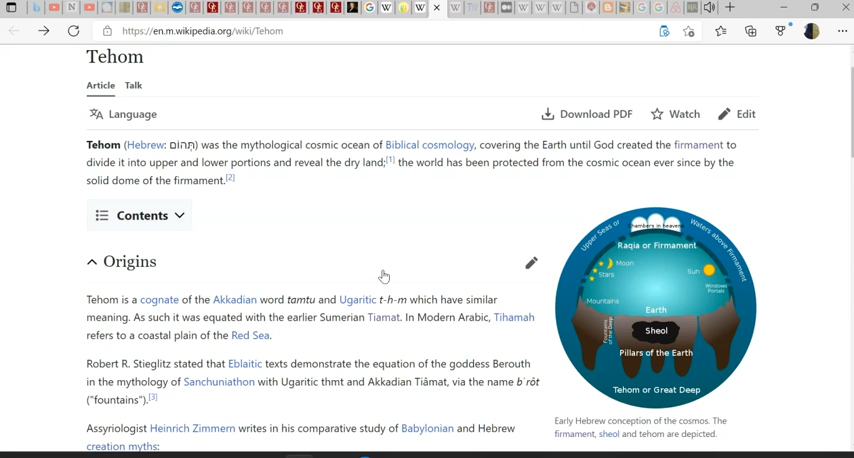 https://en.m.wikipedia.org/wiki/Tehom
Tehom
Article Talk
Language
Download PDF
Watch
Edit
Tehom (Hebrew: תְּהוֹם) was the mythological cosmic ocean of Biblical cosmology, covering the Earth until God created the firmament to
divide it into upper and lower portions and reveal the dry land;[1] the world has been protected from the cosmic ocean ever since by the
solid dome of the firmament.[2]
Contents
Origins
Tehom is a cognate of the Akkadian word tamtu and Ugaritic t-h-m which have similar
meaning. As such it was equated with the earlier Sumerian Tiamat. In Modern Arabic, Tihamah
refers to a coastal plain of the Red Sea.
Robert R. Stieglitz stated that Eblaitic texts demonstrate the equation of the goddess Berouth
in the mythology of Sanchuniathon with Ugaritic thmt and Akkadian Tiâmat, via the name bʾrôt
("fountains").[3]
Assyriologist Heinrich Zimmern writes in his comparative study of Babylonian and Hebrew
creation myths:
Upper Seas or
Waters above Firmament
Chambers in heavens
Raqia or Firmament
Moon
Stars
Sun
Windows
Portals
Mountains
Earth
Fountains
of the Deep
Sheol
Pillars of the Earth
Tehom or Great Deep
Early Hebrew conception of the cosmos. The
firmament, sheol and tehom are depicted.